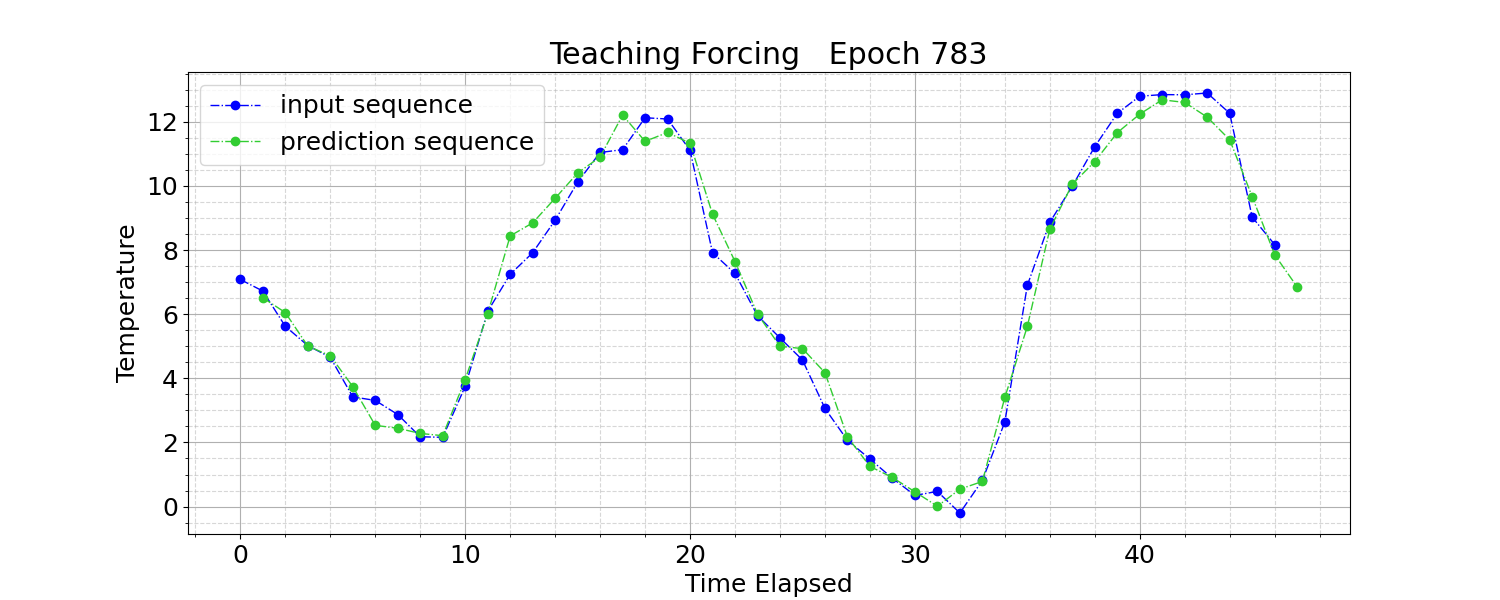 Teaching Forcing   Epoch 783
input sequence
prediction sequence
Temperature
12
10
8
6
4
2
0
0 10 20 30 40
Time Elapsed